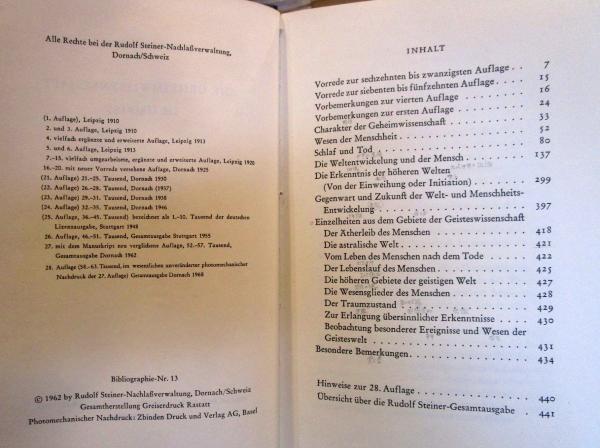 Alle Rechte bei der Rudolf Steiner-Nachlaßverwaltung,
Dornach/Schweiz
(1. Auflage), Leipzig 1910
2. und 3. Auflage, Leipzig 1910
4. vielfach ergänzte und erweiterte Auflage, Leipzig 1913
5. und 6. Auflage, Leipzig 1913
7.–15. vielfach umgearbeitete, ergänzte und erweiterte Auflage, Leipzig 1920
16.–20. mit neuer Vorrede versehene Auflage, Dornach 1925
(21. Auflage) 21.–25. Tausend, Dornach 1930
(22. Auflage) 26.–28. Tausend, Dornach (1937)
(23. Auflage) 29.–31. Tausend, Dornach 1938
(24. Auflage) 32.–35. Tausend, Dornach 1946
(25. Auflage, 36.–45. Tausend) bezeichnet als 1.–10. Tausend der deutschen
Lizenzausgabe, Stuttgart 1948
26. Auflage, 46.–51. Tausend, Gesamtausgabe Stuttgart 1955
27. mit dem Manuskript neu verglichene Auflage, 52.–57. Tausend,
Gesamtausgabe Dornach 1962
28. Auflage (58.–63. Tausend, im wesentlichen unveränderter photomechanischer
Nachdruck der 27. Auflage) Gesamtausgabe Dornach 1968
Bibliographie-Nr. 13
© 1962 by Rudolf Steiner-Nachlaßverwaltung, Dornach/Schweiz
Gesamtherstellung Greiserdruck Rastatt
Photomechanischer Nachdruck: Zbinden Druck und Verlag AG, Basel
INHALT
Vorrede zur sechzehnten bis zwanzigsten Auflage . . 7
Vorrede zur siebenten bis fünfzehnten Auflage . . . 15
Vorbemerkungen zur vierten Auflage . . . . 16
Vorbemerkungen zur ersten Auflage . . . . 24
Charakter der Geheimwissenschaft . . . . 33
Wesen der Menschheit . . . . 52
Schlaf und Tod . . . . 80
Die Weltentwickelung und der Mensch . . . . 137
Die Erkenntnis der höheren Welten
(Von der Einweihung oder Initiation) . . . . 299
Gegenwart und Zukunft der Welt- und Menschheits-
Entwickelung . . . . 397
Einzelheiten aus dem Gebiete der Geisteswissenschaft
Der Ätherleib des Menschen . . . . 418
Die astralische Welt . . . . 421
Vom Leben des Menschen nach dem Tode . . . . 422
Der Lebenslauf des Menschen . . . . 425
Die höheren Gebiete der geistigen Welt . . . . 427
Die Wesensglieder des Menschen . . . . 428
Der Traumzustand . . . . 429
Zur Erlangung übersinnlicher Erkenntnisse . . . . 430
Beobachtung besonderer Ereignisse und Wesen der
Geisteswelt . . . . 431
Besondere Bemerkungen . . . . 434
Hinweise zur 28. Auflage . . . . 440
Übersicht über die Rudolf Steiner-Gesamtausgabe . . 441